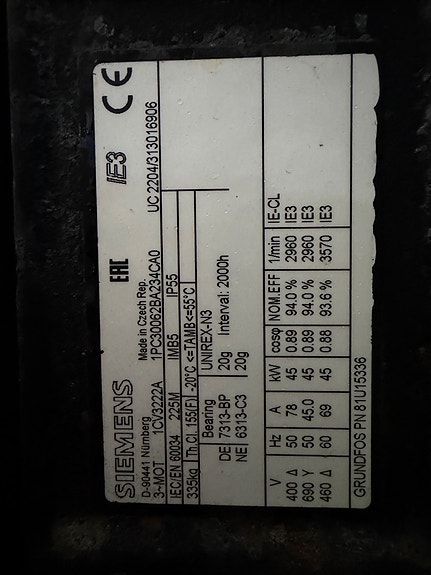 SIEMENS EAC IE3 CE
D-90441 Nürnberg Made in Czech Rep.
3~MOT 1CV3222A 1PC30062BA234CA0 UC 2204/313016906
IEC/EN 60034 225M IMB5 IP55
335kg Th.Cl. 155(F) -20°C <=TAMB<=55°C
Bearing UNIREX-N3
DE 7313-BP 20g Interval: 2000h
NE 6313-C3 20g
V Hz A kW cosφ NOM.EFF 1/min IE-CL
400 Δ 50 78 45 0.89 94.0% 2960 IE3
690 Y 50 45.0 45 0.89 94.0% 2960 IE3
460 Δ 60 69 45 0.88 93.6% 3570 IE3
GRUNDFOS PN 81U15336